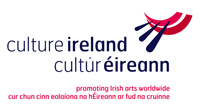 culture ireland
cultúr éireann
promoting Irish arts worldwide
cur chun cinn ealaíona na hÉireann ar fud na cruinne